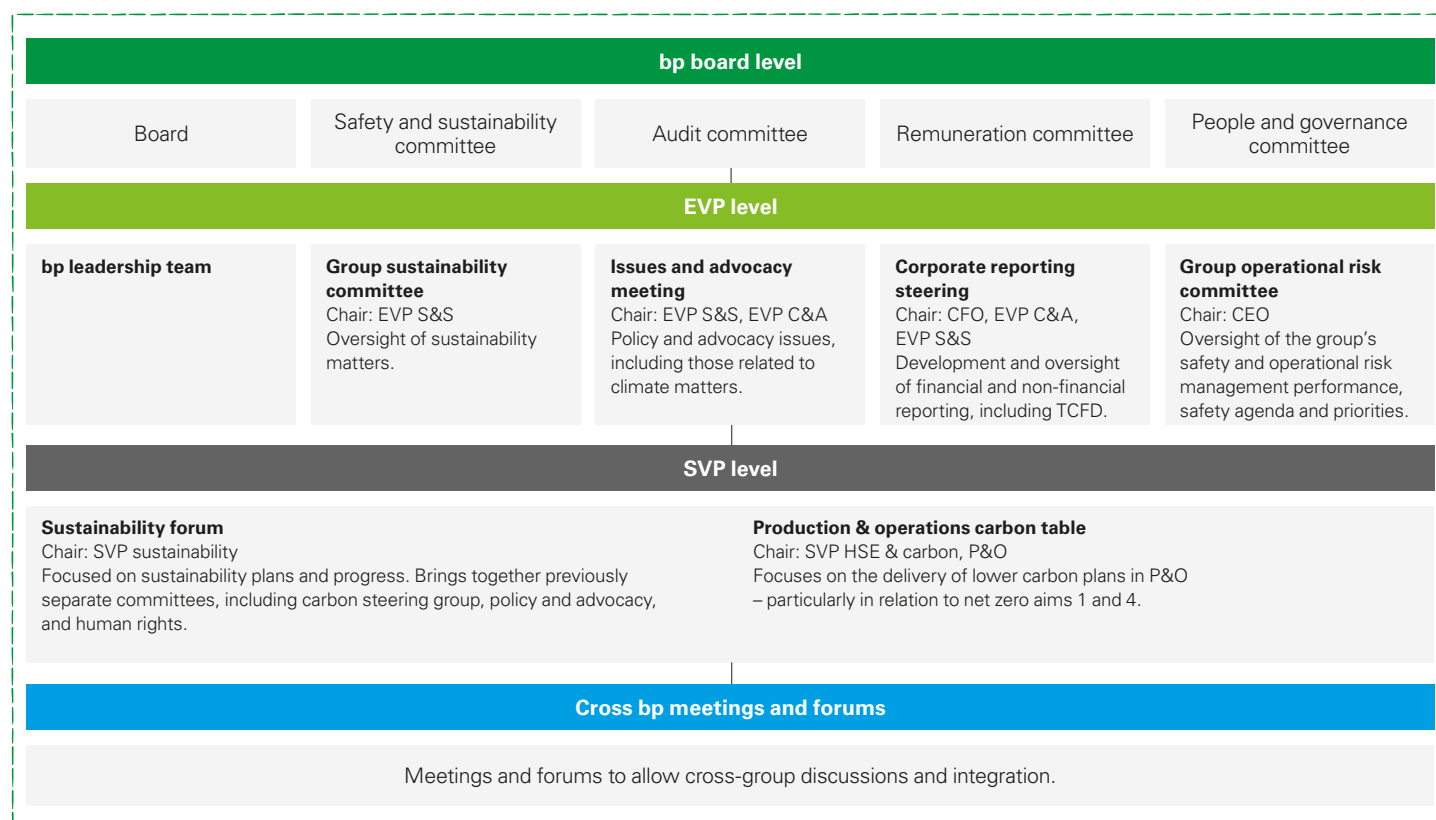 bp board level
Board
Safety and sustainability
committee
Audit committee
Remuneration committee
People and governance
committee
EVP level
bp leadership team
Group sustainability
committee
Chair: EVP S&S
Oversight of sustainability
matters.
Issues and advocacy
meeting
Chair: EVP S&S, EVP C&A
Policy and advocacy issues,
including those related to
climate matters.
Corporate reporting
steering
Chair: CFO, EVP C&A,
EVP S&S
Development and oversight
of financial and non-financial
reporting, including TCFD.
Group operational risk
committee
Chair: CEO
Oversight of the group’s
safety and operational risk
management performance,
safety agenda and priorities.
SVP level
Sustainability forum
Chair: SVP sustainability
Focused on sustainability plans and progress. Brings together previously
separate committees, including carbon steering group, policy and advocacy,
and human rights.
Production & operations carbon table
Chair: SVP HSE & carbon, P&O
Focuses on the delivery of lower carbon plans in P&O
– particularly in relation to net zero aims 1 and 4.
Cross bp meetings and forums
Meetings and forums to allow cross-group discussions and integration.